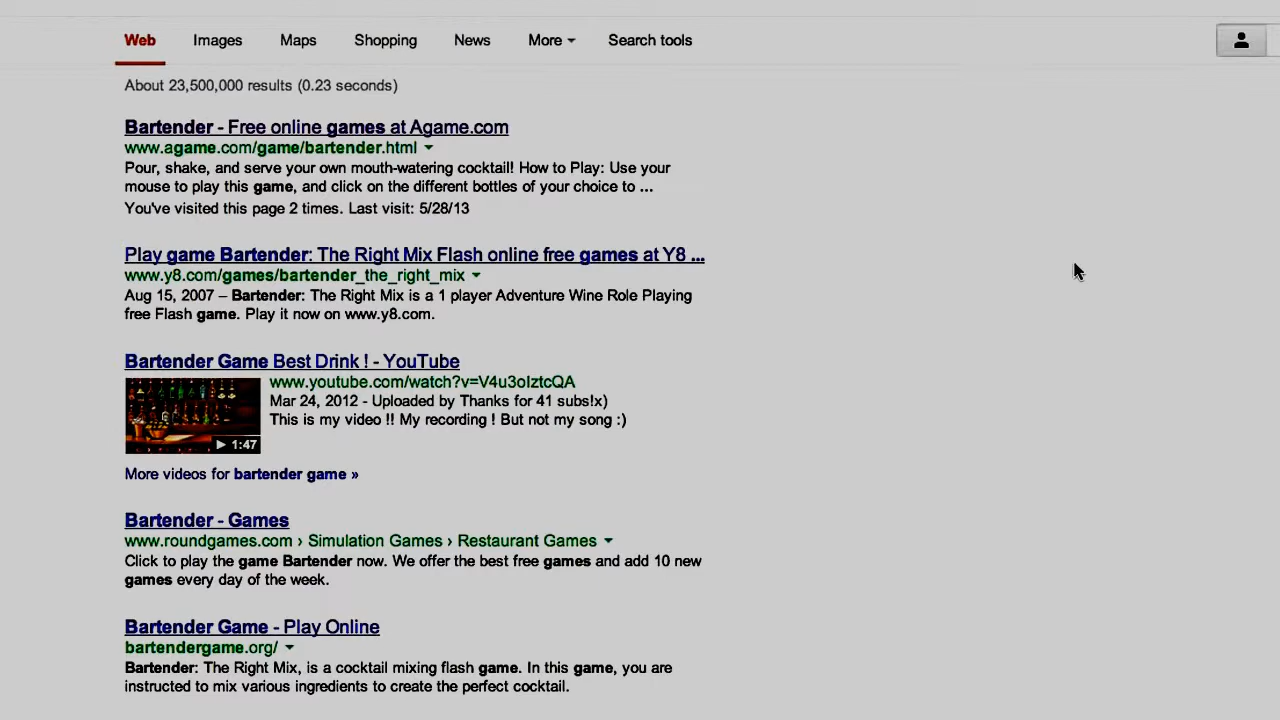 Web Images Maps Shopping News More Search tools
About 23,500,000 results (0.23 seconds)
Bartender - Free online games at Agame.com
www.agame.com/game/bartender.html
Pour, shake, and serve your own mouth-watering cocktail! How to Play: Use your
mouse to play this game, and click on the different bottles of your choice to ...
You've visited this page 2 times. Last visit: 5/28/13
Play game Bartender: The Right Mix Flash online free games at Y8 ...
www.y8.com/games/bartender_the_right_mix
Aug 15, 2007 – Bartender: The Right Mix is a 1 player Adventure Wine Role Playing
free Flash game. Play it now on www.y8.com.
Bartender Game Best Drink ! - YouTube
www.youtube.com/watch?v=V4u3oIztcQA
Mar 24, 2012 - Uploaded by Thanks for 41 subs!x)
This is my video !! My recording ! But not my song :)
1:47
More videos for bartender game »
Bartender - Games
www.roundgames.com › Simulation Games › Restaurant Games
Click to play the game Bartender now. We offer the best free games and add 10 new
games every day of the week.
Bartender Game - Play Online
bartendergame.org/
Bartender: The Right Mix, is a cocktail mixing flash game. In this game, you are
instructed to mix various ingredients to create the perfect cocktail.